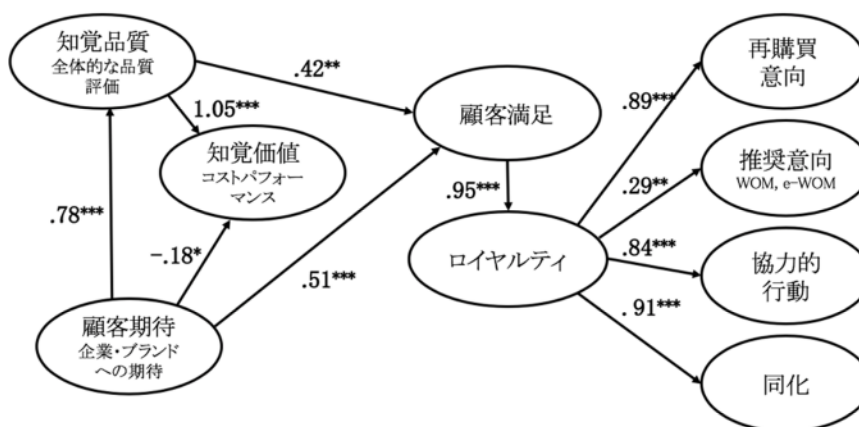 知覚品質
全体的な品質
評価
.42**
1.05***
知覚価値
コストパフォー
マンス
.78***
-.18*
.51***
顧客期待
企業・ブランド
への期待
顧客満足
.95***
ロイヤルティ
.89***
.29**
.84***
.91***
再購買
意向
推奨意向
WOM, e-WOM
協力的
行動
同化